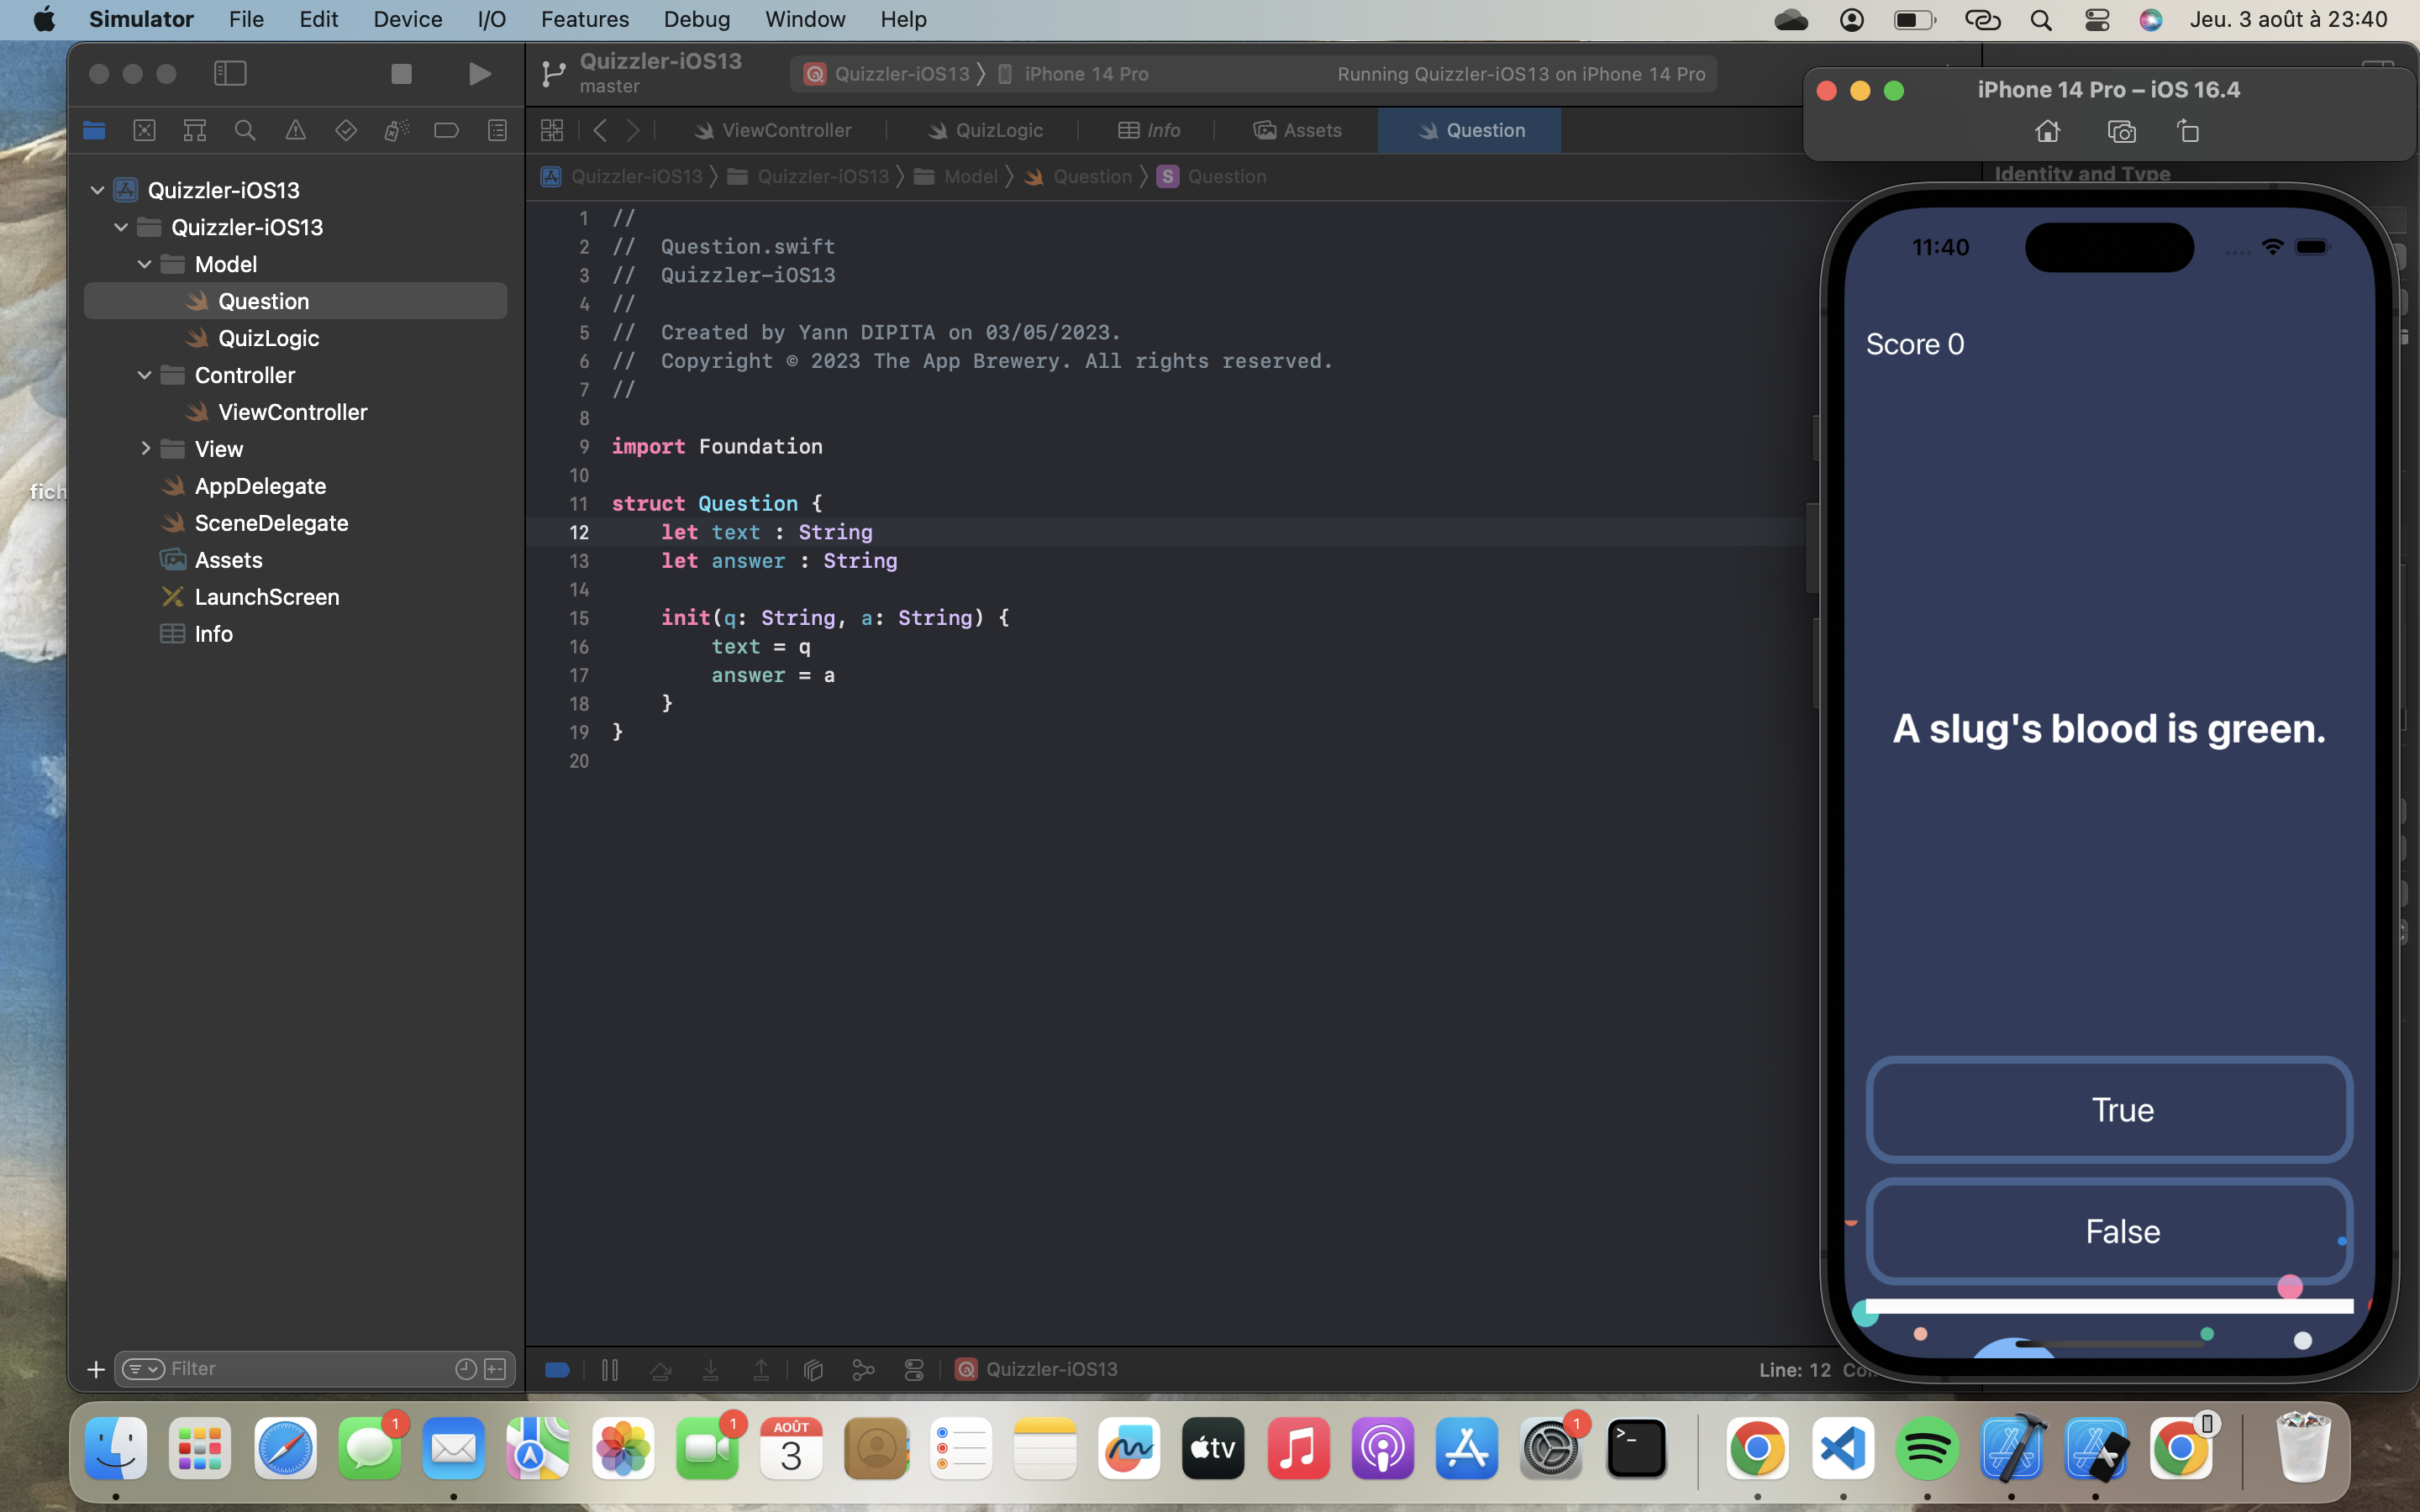 Simulator File Edit Device I/O Features Debug Window Help Jeu. 3 août à 23:40
Quizzler-iOS13
master
Quizzler-iOS13 iPhone 14 Pro Running Quizzler-iOS13 on iPhone 14 Pro
ViewController QuizLogic Info Assets Question
Quizzler-iOS13 Quizzler-iOS13 Model Question S Question
Quizzler-iOS13
Quizzler-iOS13
Model
Question
QuizLogic
Controller
ViewController
View
AppDelegate
SceneDelegate
Assets
LaunchScreen
Info
fich
1 //
2 // Question.swift
3 // Quizzler-iOS13
4 //
5 // Created by Yann DIPITA on 03/05/2023.
6 // Copyright © 2023 The App Brewery. All rights reserved.
7 //
8
9 import Foundation
10
11 struct Question {
12 let text : String
13 let answer : String
14
15 init(q: String, a: String) {
16 text = q
17 answer = a
18 }
19 }
20
iPhone 14 Pro – iOS 16.4
Identity and Type
11:40
Score 0
A slug's blood is green.
True
False
Filter
Quizzler-iOS13
Line: 12
1
1
AOÛT
3
tv
1
>_